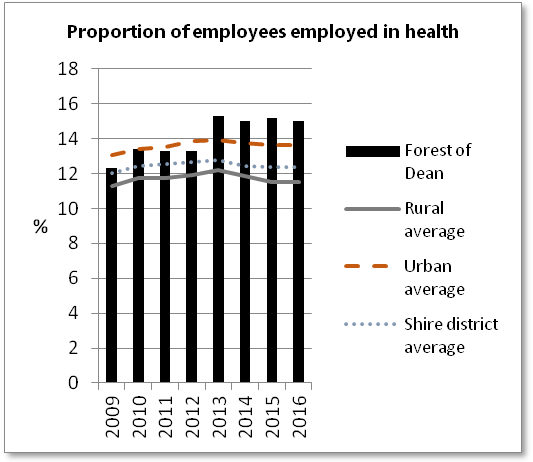 Proportion of employees employed in health
18
16
14
12
10
8
6
4
2
0
%
2009
2010
2011
2012
2013
2014
2015
2016
Forest of
Dean
Rural
average
Urban
average
Shire district
average